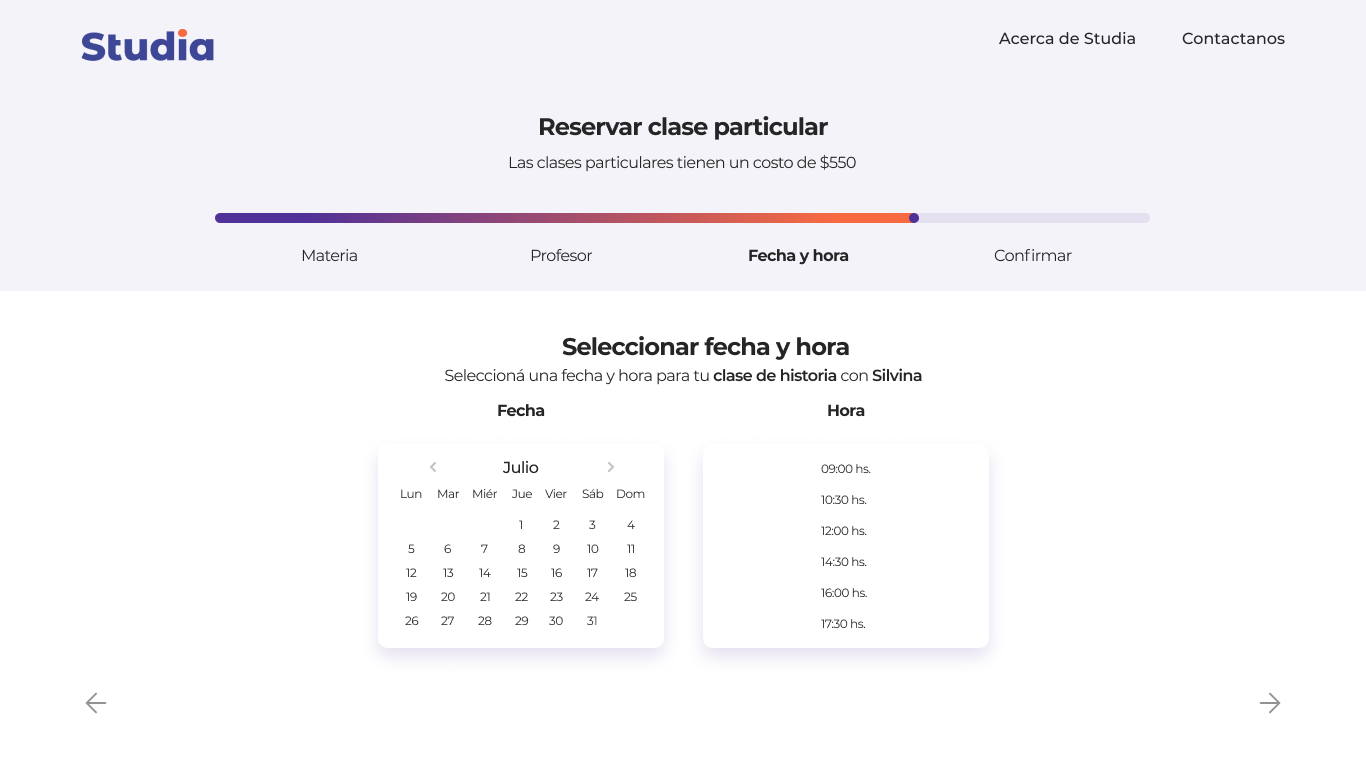 Studia
Acerca de Studia
Contactanos
Reservar clase particular
Las clases particulares tienen un costo de $550
Materia
Profesor
Fecha y hora
Confirmar
Seleccionar fecha y hora
Seleccioná una fecha y hora para tu clase de historia con Silvina
Fecha
Julio
Lun Mar Miér Jue Vier Sáb Dom
1 2 3 4
5 6 7 8 9 10 11
12 13 14 15 16 17 18
19 20 21 22 23 24 25
26 27 28 29 30 31
Hora
09:00 hs.
10:30 hs.
12:00 hs.
14:30 hs.
16:00 hs.
17:30 hs.